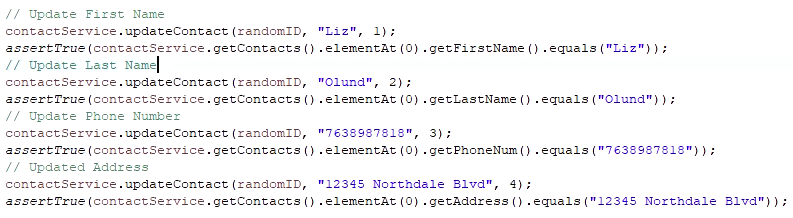 // Update First Name
contactService.updateContact(randomID, "Liz", 1);
assertTrue(contactService.getContacts().elementAt(0).getFirstName().equals("Liz"));
// Update Last Name
contactService.updateContact(randomID, "Olund", 2);
assertTrue(contactService.getContacts().elementAt(0).getLastName().equals("Olund"));
// Update Phone Number
contactService.updateContact(randomID, "7638987818", 3);
assertTrue(contactService.getContacts().elementAt(0).getPhoneNum().equals("7638987818"));
// Updated Address
contactService.updateContact(randomID, "12345 Northdale Blvd", 4);
assertTrue(contactService.getContacts().elementAt(0).getAddress().equals("12345 Northdale Blvd"));